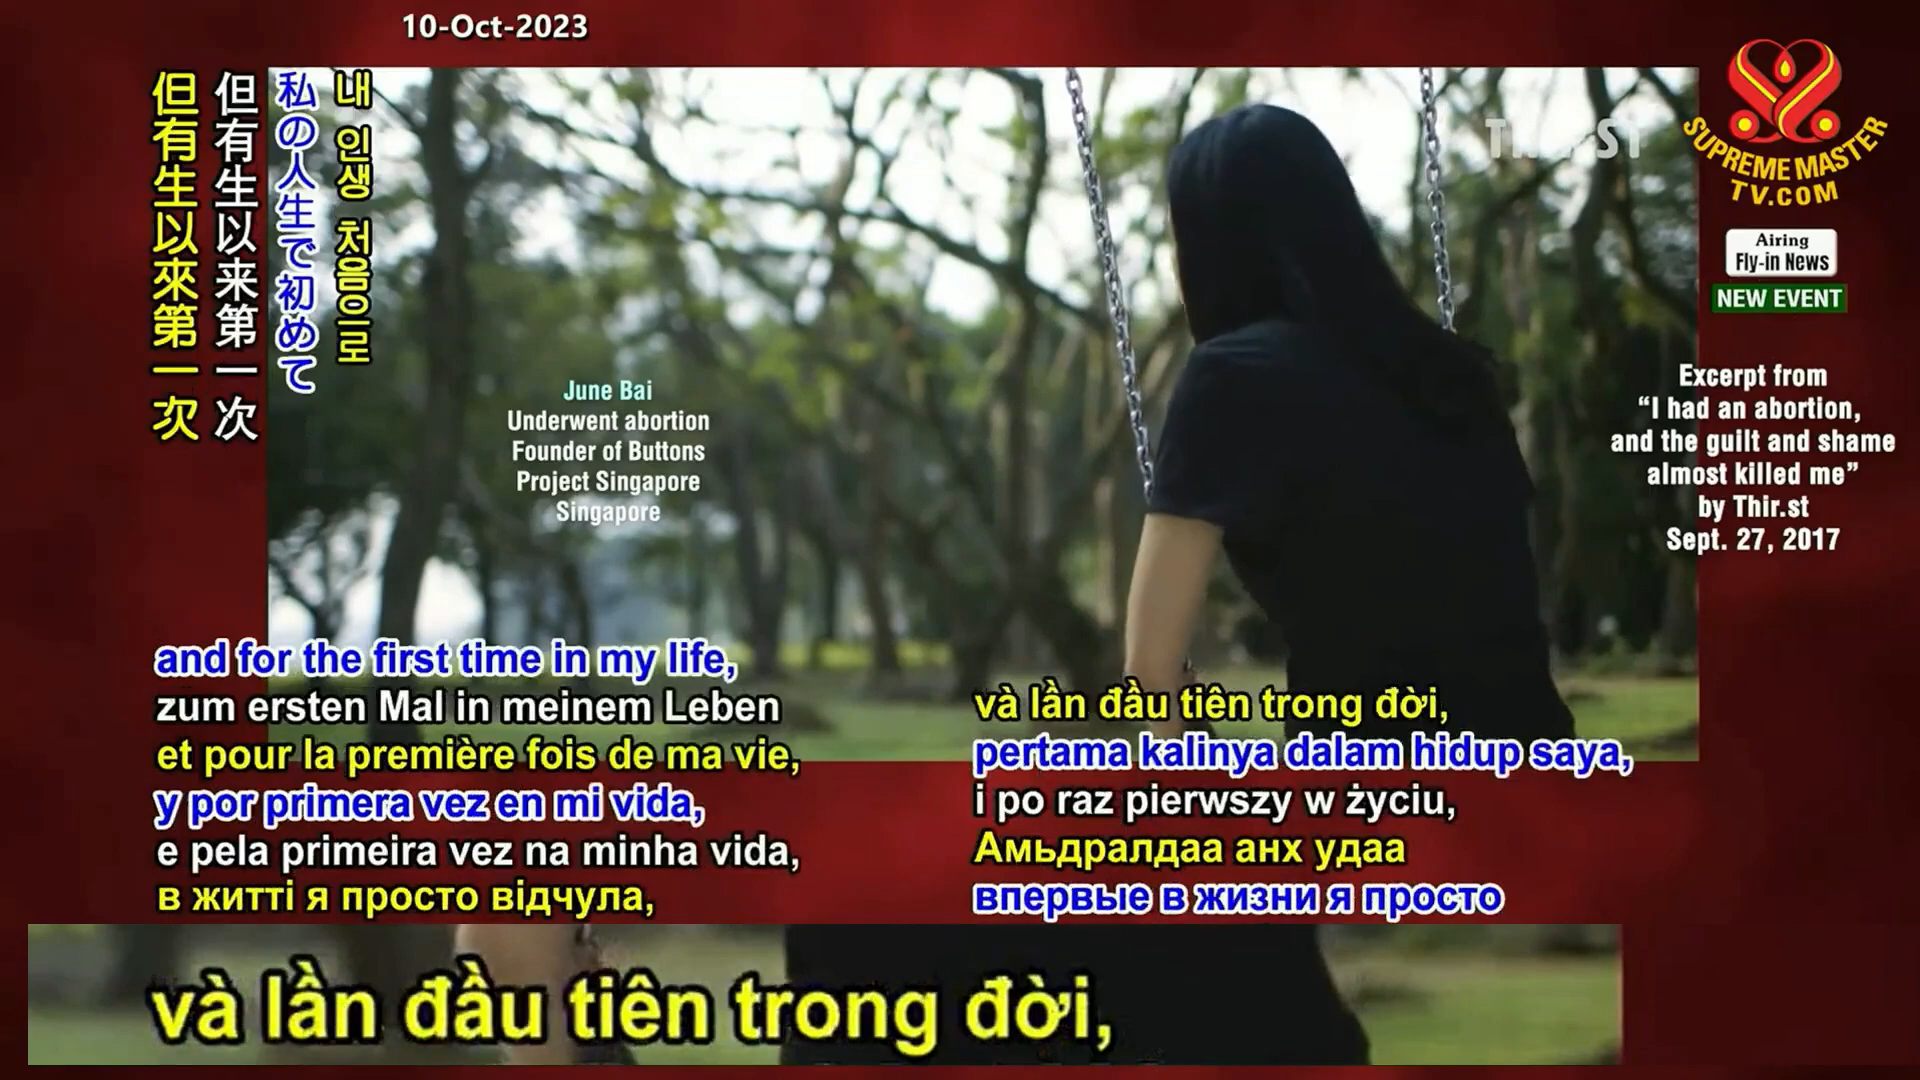 10-Oct-2023
但有生以來第一次
但有生以来第一次
私の人生で初めて
내 인생 처음으로
Thir.st
SUPREME MASTER
TV.COM
Airing
Fly-in News
NEW EVENT
Excerpt from
“I had an abortion,
and the guilt and shame
almost killed me”
by Thir.st
Sept. 27, 2017
June Bai
Underwent abortion
Founder of Buttons
Project Singapore
Singapore
and for the first time in my life,
zum ersten Mal in meinem Leben
et pour la première fois de ma vie,
y por primera vez en mi vida,
e pela primeira vez na minha vida,
в житті я просто відчула,
và lần đầu tiên trong đời,
pertama kalinya dalam hidup saya,
i po raz pierwszy w życiu,
Амьдралдаа анх удаа
впервые в жизни я просто
và lần đầu tiên trong đời,